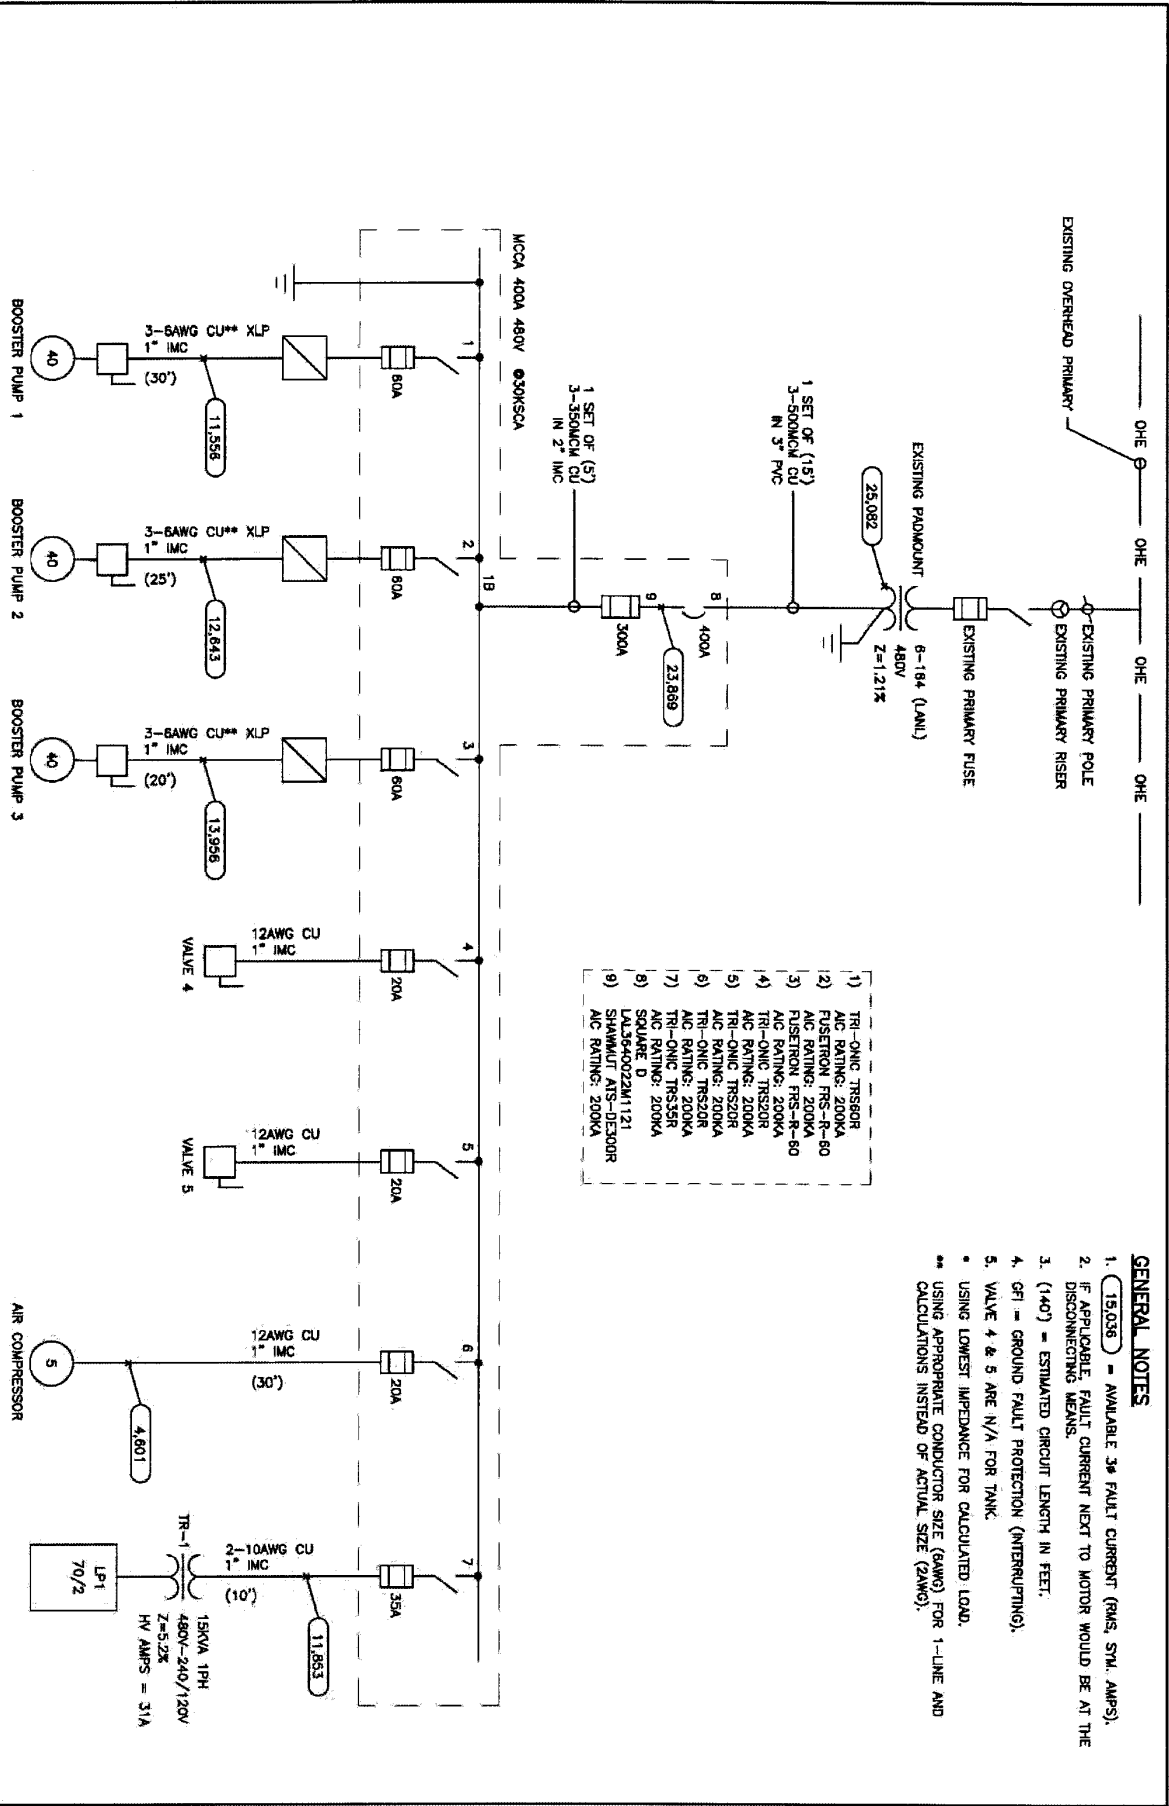 OHE
OHE
OHE
OHE
EXISTING OVERHEAD PRIMARY
EXISTING PRIMARY POLE
EXISTING PRIMARY RISER
EXISTING PRIMARY FUSE
EXISTING PADMOUNT
6-164 (LANL)
480V
Z=1.21%
25,082
1 SET OF (15')
3-500MCM CU
IN 3" PVC
8
400A
23,869
9
300A
1 SET OF (5')
3-350MCM CU
IN 2" IMC
MCCA 400A 480V @30KSCA
1B
1
60A
3-6AWG CU** XLP
1" IMC
(30')
11,556
40
BOOSTER PUMP 1
2
60A
3-6AWG CU** XLP
1" IMC
(25')
12,643
40
BOOSTER PUMP 2
3
60A
3-6AWG CU** XLP
1" IMC
(20')
13,956
40
BOOSTER PUMP 3
4
20A
12AWG CU
1" IMC
VALVE 4
5
20A
12AWG CU
1" IMC
VALVE 5
6
20A
12AWG CU
1" IMC
(30')
4,601
5
AIR COMPRESSOR
7
35A
2-10AWG CU
1" IMC
(10')
11,853
TR-1
15KVA 1PH
480V-240/120V
Z=5.2%
HV AMPS = 31A
LP1
70/2
1) TRI-ONIC TRS60R
AIC RATING: 200KA
2) FUSETRON FRS-R-60
AIC RATING: 200KA
3) FUSETRON FRS-R-60
AIC RATING: 200KA
4) TRI-ONIC TRS20R
AIC RATING: 200KA
5) TRI-ONIC TRS20R
AIC RATING: 200KA
6) TRI-ONIC TRS20R
AIC RATING: 200KA
7) TRI-ONIC TRS35R
AIC RATING: 200KA
8) SQUARE D
LAL3640022M1121
9) SHAWMUT ATS-DE300R
AIC RATING: 200KA
GENERAL NOTES
1. 15,036 = AVAILABLE 3ø FAULT CURRENT (RMS, SYM. AMPS).
2. IF APPLICABLE, FAULT CURRENT NEXT TO MOTOR WOULD BE AT THE
DISCONNECTING MEANS.
3. (140') = ESTIMATED CIRCUIT LENGTH IN FEET.
4. GFI = GROUND FAULT PROTECTION (INTERRUPTING).
5. VALVE 4 & 5 ARE N/A FOR TANK.
* USING LOWEST IMPEDANCE FOR CALCULATED LOAD.
** USING APPROPRIATE CONDUCTOR SIZE (6AWG) FOR 1-LINE AND
CALCULATIONS INSTEAD OF ACTUAL SIZE (2AWG).